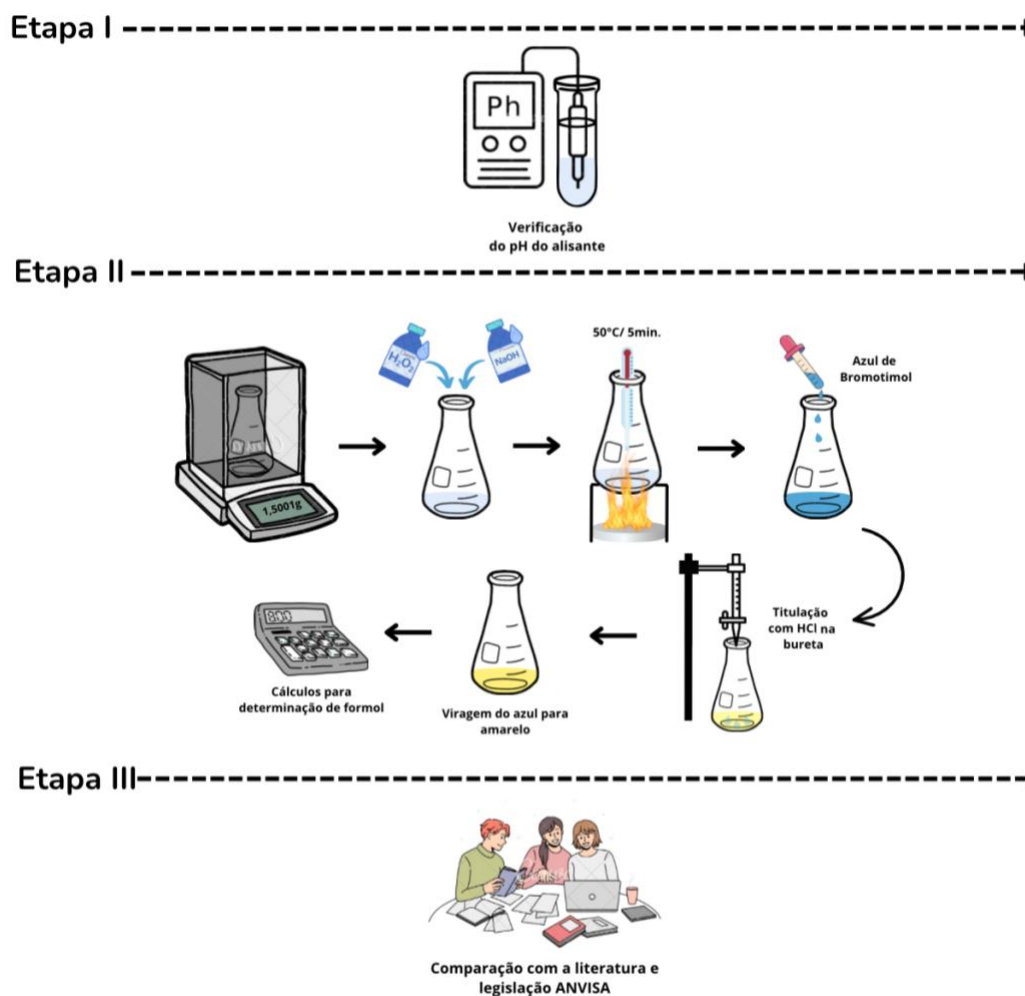 Etapa I
Ph
Verificação
do pH do alisante
Etapa II
1,5001g
H₂O₂
NaOH
50°C/ 5min.
Azul de
Bromotimol
Titulação
com HCl na
bureta
Viragem do azul para
amarelo
800
Cálculos para
determinação de formol
Etapa III
Comparação com a literatura e
legislação ANVISA